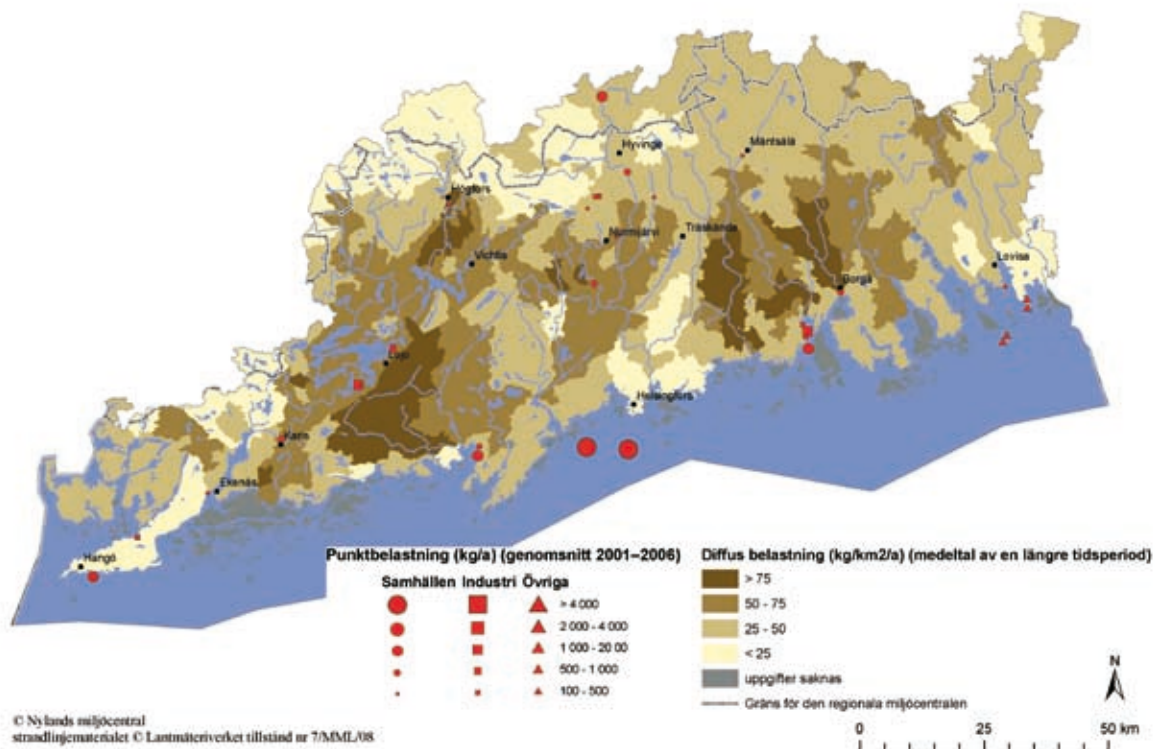 Hyvinge
Mäntsälä
Högfors
Nurmijärvi
Träskända
Vichtis
Lovisa
Borgå
Lojo
Helsingfors
Karis
Ekenäs
Hangö
Punktbelastning (kg/a) (genomsnitt 2001–2006)
Samhällen Industri Övriga
> 4 000
2 000 - 4 000
1 000 - 20 00
500 - 1 000
100 - 500
Diffus belastning (kg/km2/a) (medeltal av en längre tidsperiod)
> 75
50 - 75
25 - 50
< 25
uppgifter saknas
Gräns för den regionala miljöcentralen
N
0 25 50 km
© Nylands miljöcentral
strandlinjematerialet © Lantmäteriverket tillstånd nr 7/MML/08